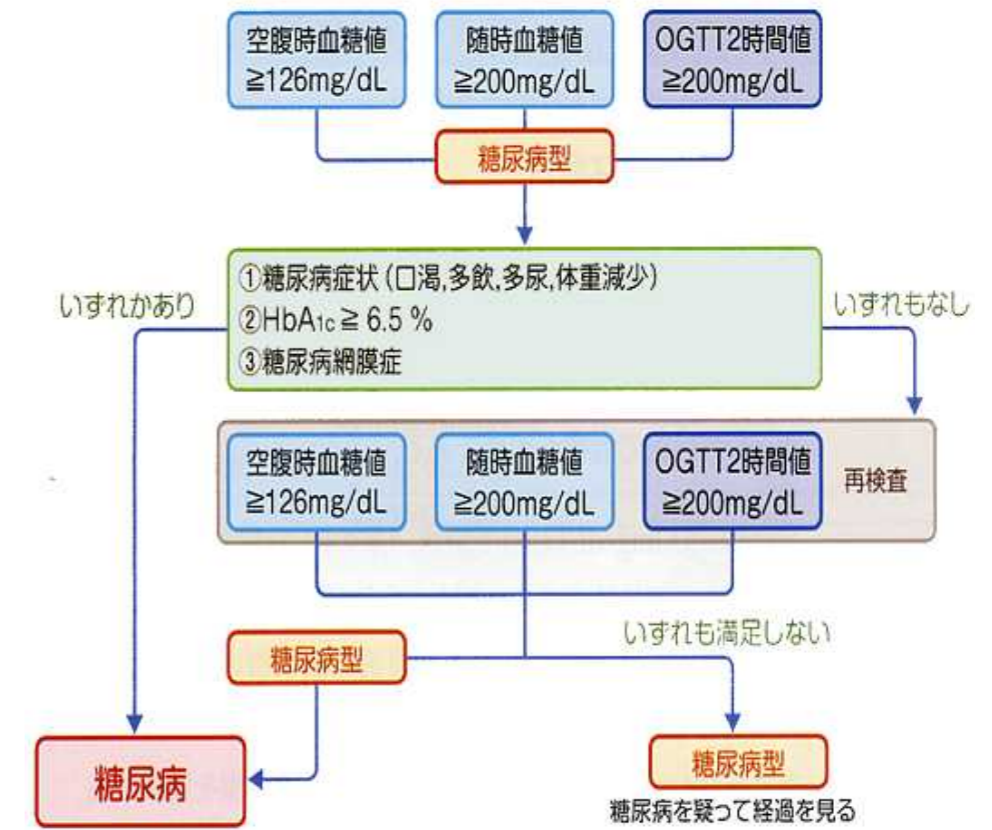 空腹時血糖値
≧126mg/dL
随時血糖値
≧200mg/dL
OGTT2時間値
≧200mg/dL
糖尿病型
①糖尿病症状(口渇,多飲,多尿,体重減少)
②HbA1c≧6.5%
③糖尿病網膜症
いずれかあり
いずれもなし
空腹時血糖値
≧126mg/dL
随時血糖値
≧200mg/dL
OGTT2時間値
≧200mg/dL
再検査
いずれも満足しない
糖尿病型
糖尿病
糖尿病型
糖尿病を疑って経過を見る